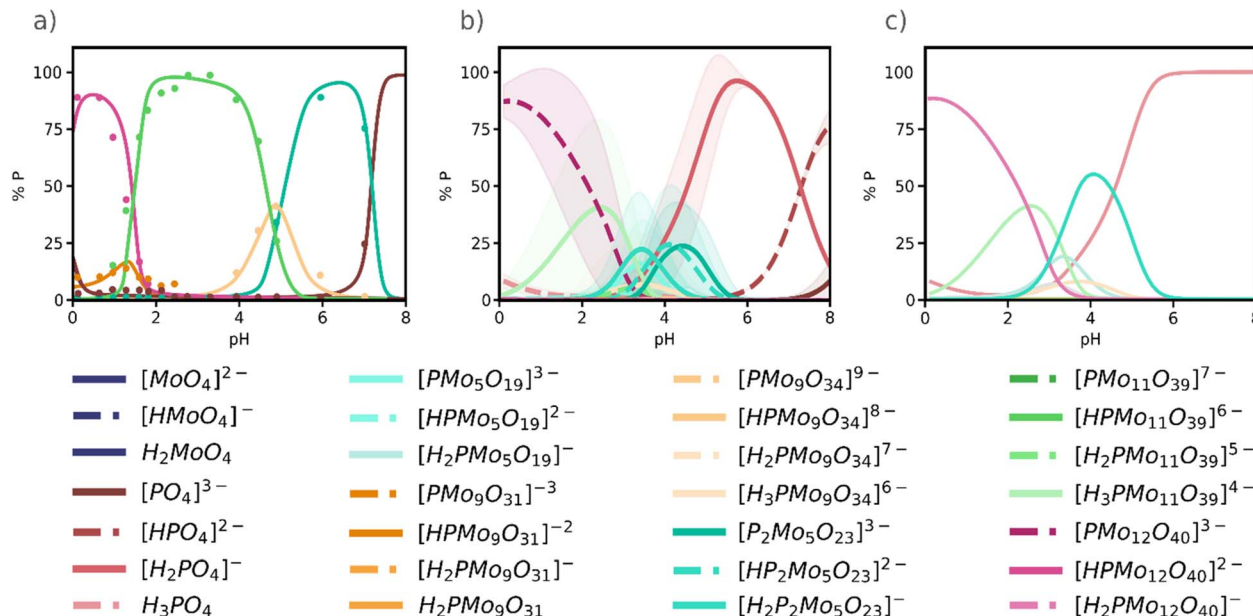 a) b) c)
100 100 100
75 75 75
50 50 50
25 25 25
0 0 0
% P % P % P
0 2 4 6 8 0 2 4 6 8 0 2 4 6 8
pH pH pH
[MoO₄]²⁻ [PMo₅O₁₉]³⁻ [PMo₉O₃₄]⁹⁻ [PMo₁₁O₃₉]⁷⁻
[HMoO₄]⁻ [HPMo₅O₁₉]²⁻ [HPMo₉O₃₄]⁸⁻ [HPMo₁₁O₃₉]⁶⁻
H₂MoO₄ [H₂PMo₅O₁₉]⁻ [H₂PMo₉O₃₄]⁷⁻ [H₂PMo₁₁O₃₉]⁵⁻
[PO₄]³⁻ [PMo₉O₃₁]⁻³ [H₃PMo₉O₃₄]⁶⁻ [H₃PMo₁₁O₃₉]⁴⁻
[HPO₄]²⁻ [HPMo₉O₃₁]⁻² [P₂Mo₅O₂₃]³⁻ [PMo₁₂O₄₀]³⁻
[H₂PO₄]⁻ [H₂PMo₉O₃₁]⁻ [HP₂Mo₅O₂₃]²⁻ [HPMo₁₂O₄₀]²⁻
H₃PO₄ H₂PMo₉O₃₁ [H₂P₂Mo₅O₂₃]⁻ [H₂PMo₁₂O₄₀]⁻